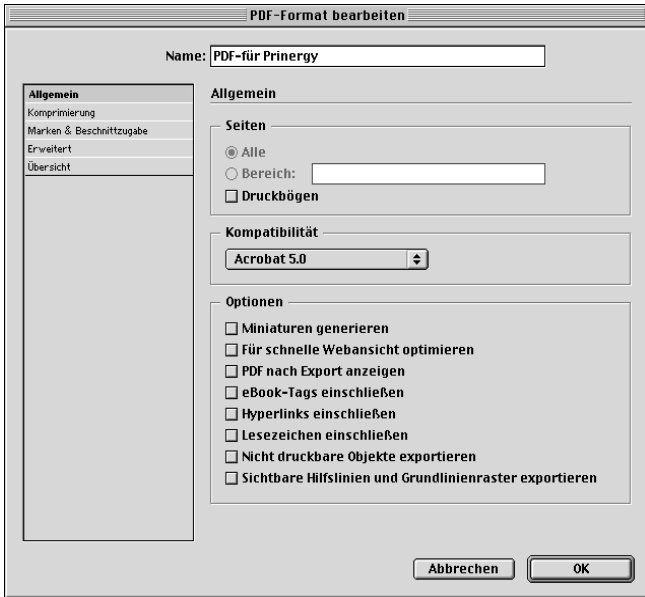 PDF-Format bearbeiten
Name: PDF-für Prinergy
Allgemein
Komprimierung
Marken & Beschnittzugabe
Erweitert
Übersicht
Allgemein
Seiten
Alle
Bereich:
Druckbögen
Kompatibilität
Acrobat 5.0
Optionen
Miniaturen generieren
Für schnelle Webansicht optimieren
PDF nach Export anzeigen
eBook-Tags einschließen
Hyperlinks einschließen
Lesezeichen einschließen
Nicht druckbare Objekte exportieren
Sichtbare Hilfslinien und Grundlinienraster exportieren
Abbrechen OK